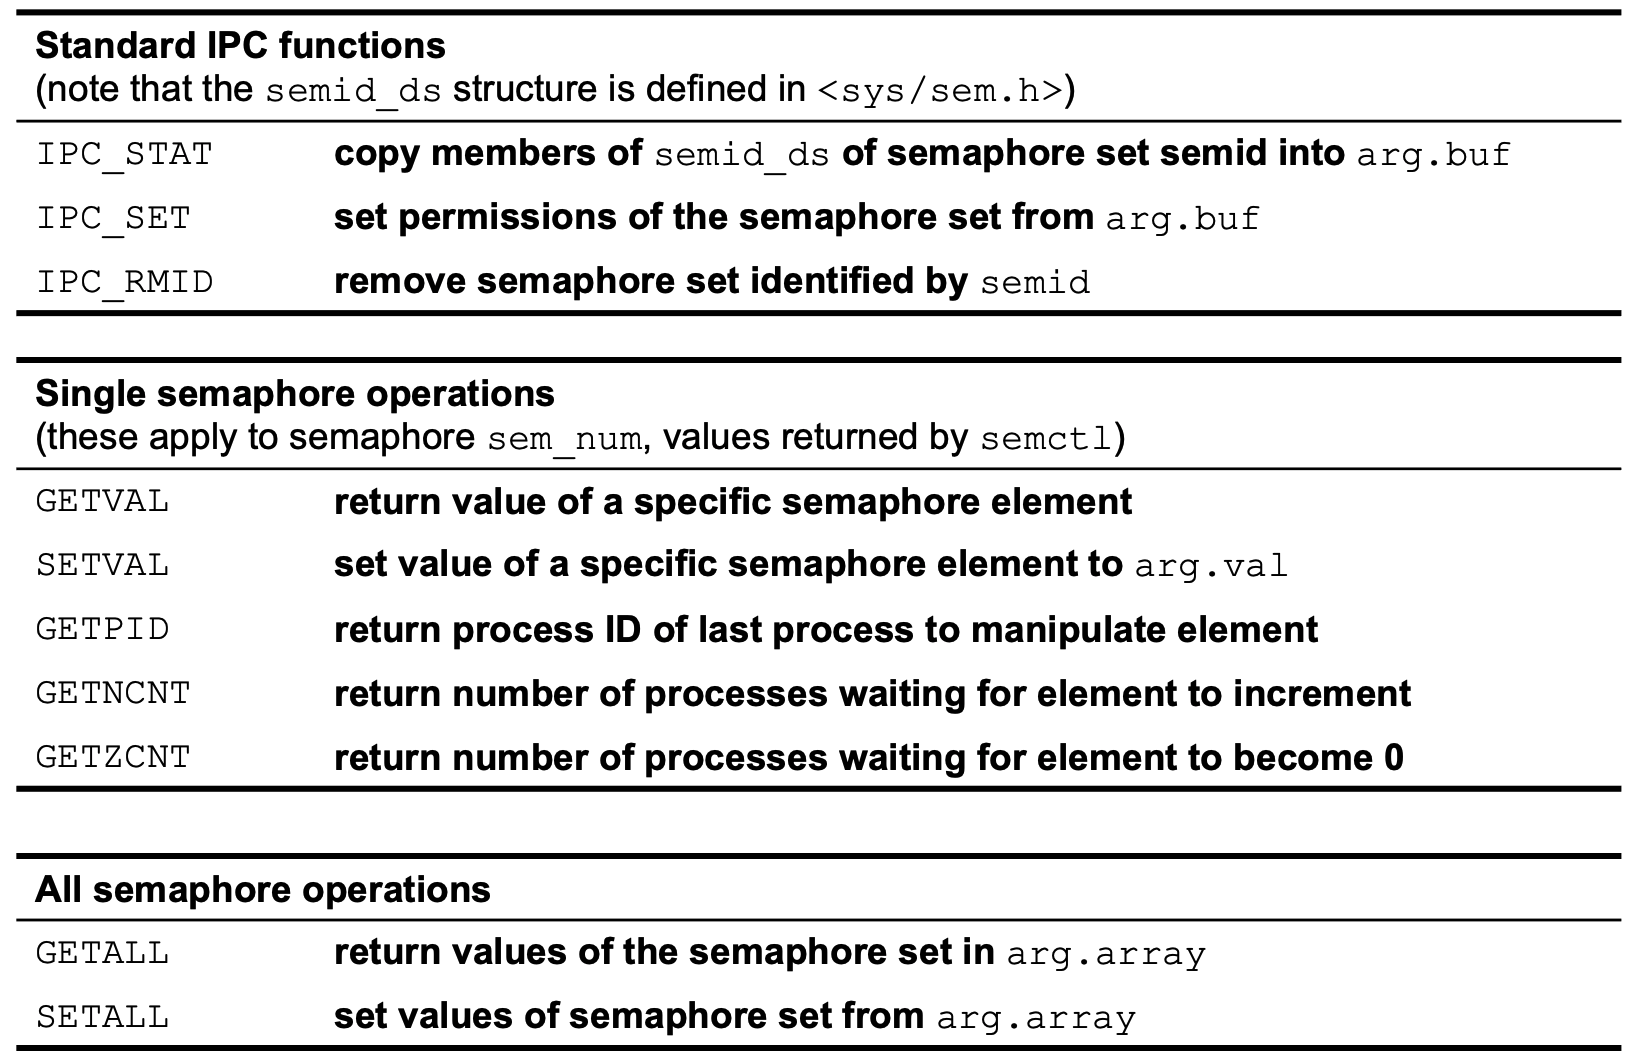 Standard IPC functions
(note that the semid_ds structure is defined in <sys/sem.h>)
IPC_STAT copy members of semid_ds of semaphore set semid into arg.buf
IPC_SET set permissions of the semaphore set from arg.buf
IPC_RMID remove semaphore set identified by semid
Single semaphore operations
(these apply to semaphore sem_num, values returned by semctl)
GETVAL return value of a specific semaphore element
SETVAL set value of a specific semaphore element to arg.val
GETPID return process ID of last process to manipulate element
GETNCNT return number of processes waiting for element to increment
GETZCNT return number of processes waiting for element to become 0
All semaphore operations
GETALL return values of the semaphore set in arg.array
SETALL set values of semaphore set from arg.array